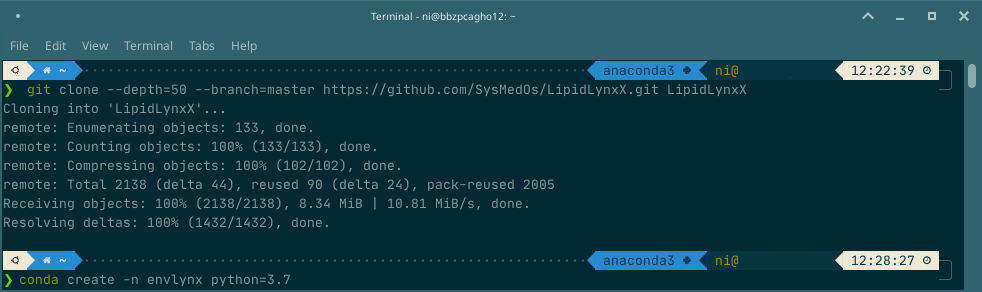 Terminal - ni@bbzpcagho12: ~
File Edit View Terminal Tabs Help
~ anaconda3 ni@ 12:22:39
❯ git clone --depth=50 --branch=master https://github.com/SysMedOs/LipidLynxX.git LipidLynxX
Cloning into 'LipidLynxX'...
remote: Enumerating objects: 133, done.
remote: Counting objects: 100% (133/133), done.
remote: Compressing objects: 100% (102/102), done.
remote: Total 2138 (delta 44), reused 90 (delta 24), pack-reused 2005
Receiving objects: 100% (2138/2138), 8.34 MiB | 10.81 MiB/s, done.
Resolving deltas: 100% (1432/1432), done.
~ anaconda3 ni@ 12:28:27
❯ conda create -n envlynx python=3.7